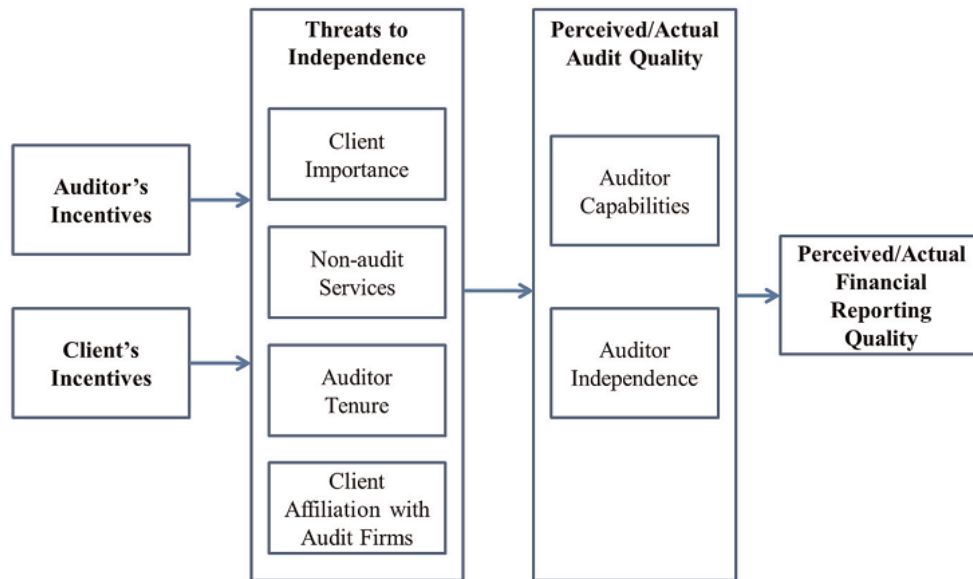 Auditor's
Incentives
Client's
Incentives
Threats to
Independence
Client
Importance
Non-audit
Services
Auditor
Tenure
Client
Affiliation with
Audit Firms
Perceived/Actual
Audit Quality
Auditor
Capabilities
Auditor
Independence
Perceived/Actual
Financial
Reporting
Quality